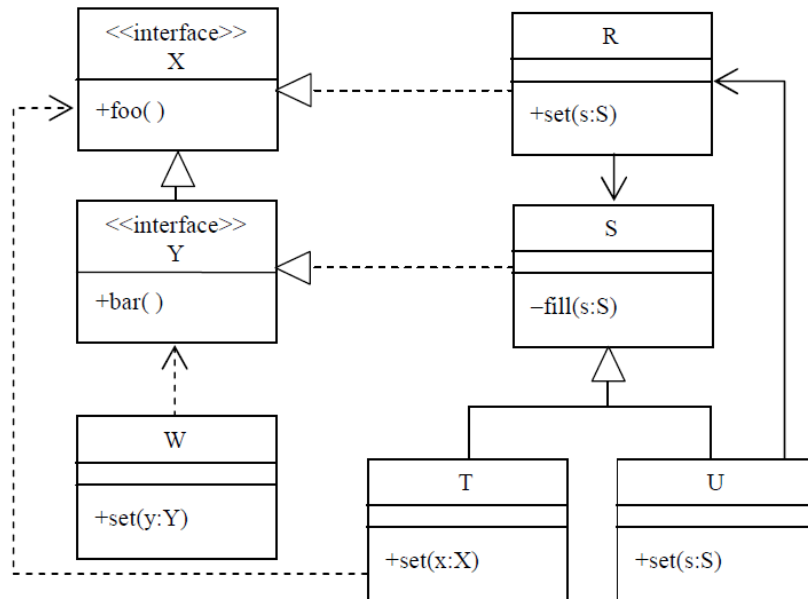 <<interface>>
X
+foo( )
R
+set(s:S)
<<interface>>
Y
+bar( )
S
–fill(s:S)
W
+set(y:Y)
T
+set(x:X)
U
+set(s:S)